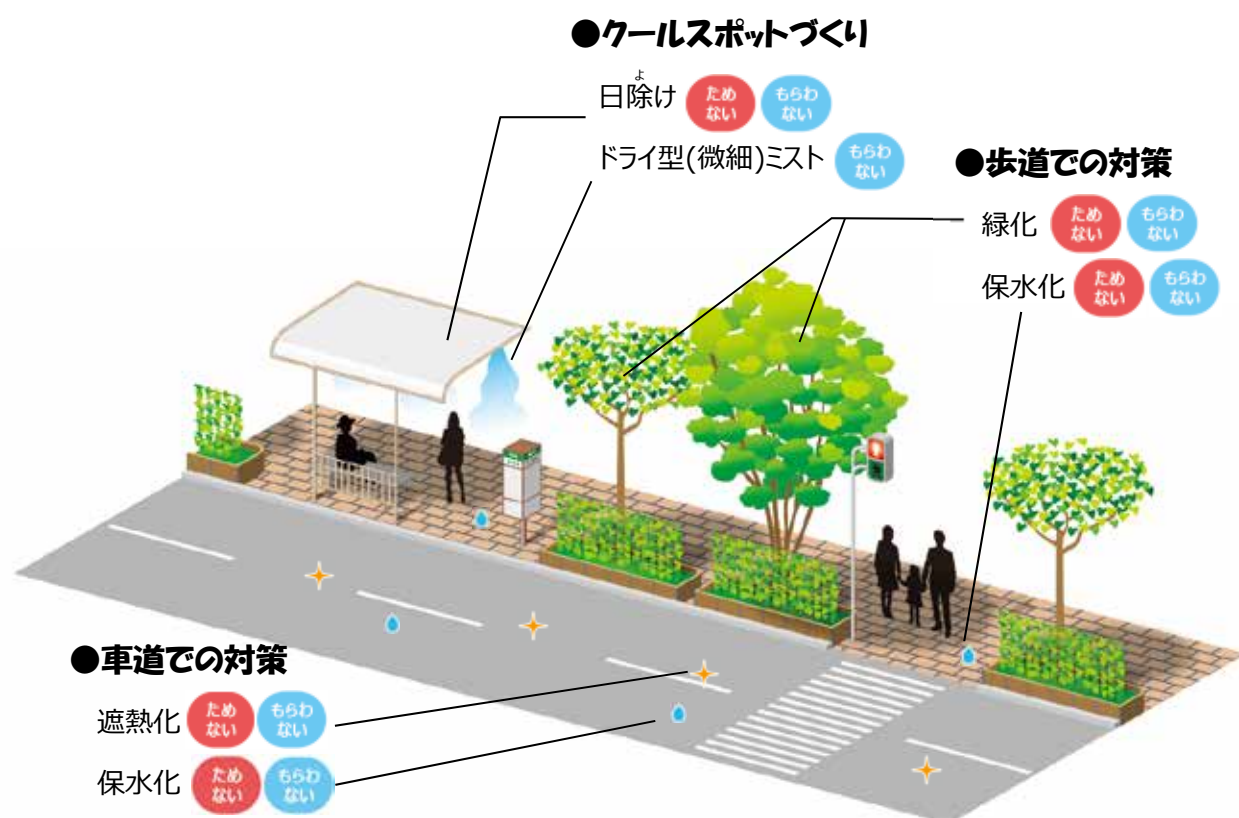 ●クールスポットづくり
よ
日除け ため ない もらわ ない
ドライ型(微細)ミスト もらわ ない
●歩道での対策
緑化 ため ない もらわ ない
保水化 ため ない もらわ ない
●車道での対策
遮熱化 ため ない もらわ ない
保水化 ため ない もらわ ない